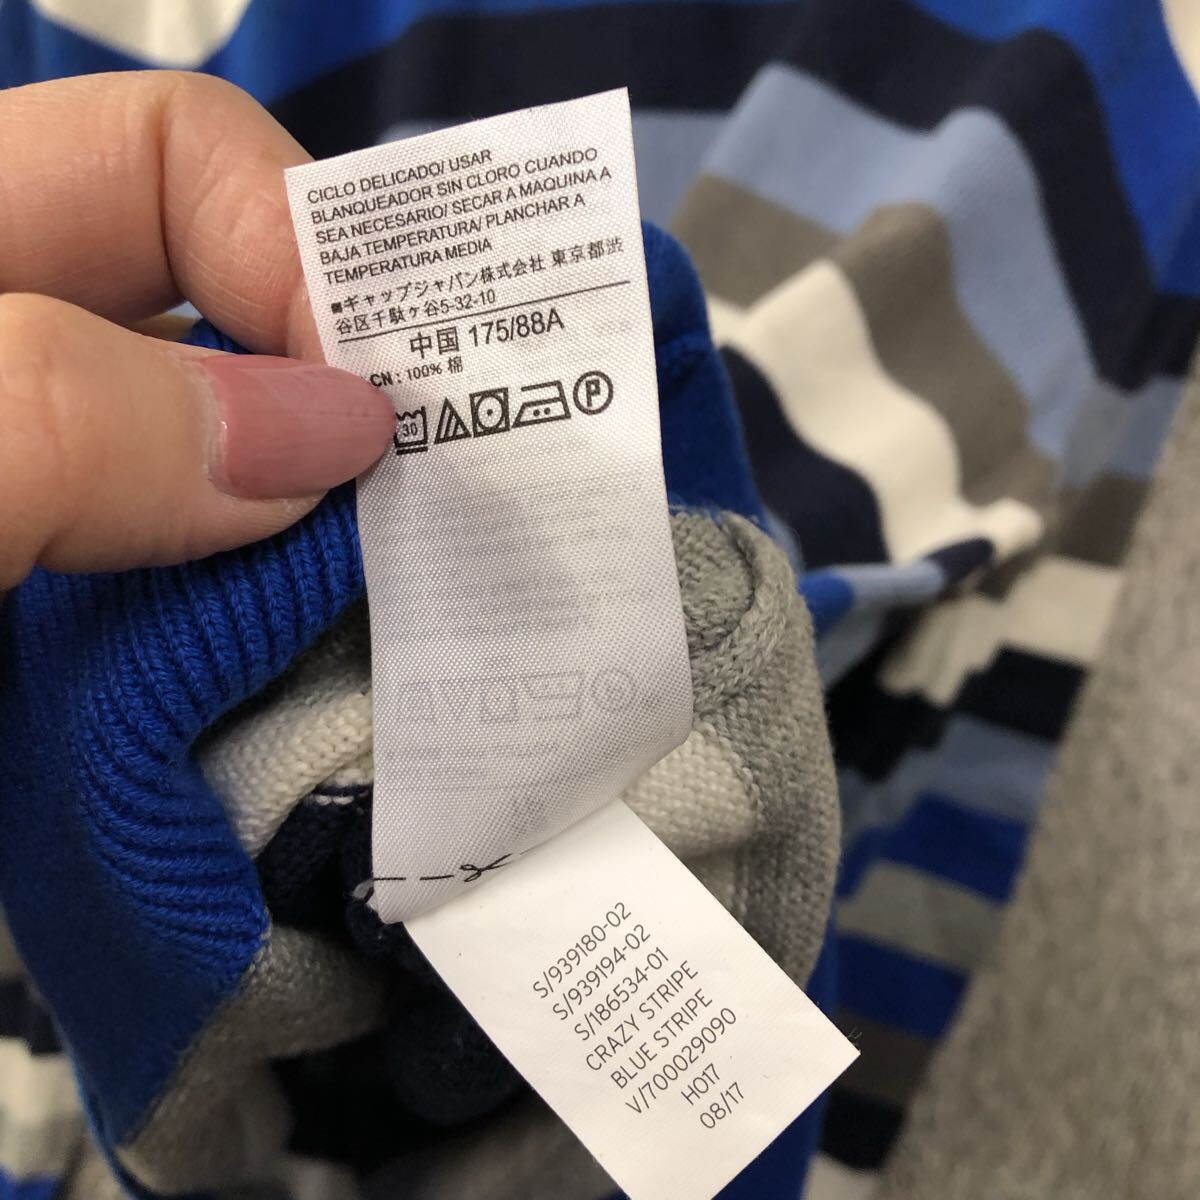 CICLO DELICADO/ USAR
BLANQUEADOR SIN CLORO CUANDO
SEA NECESARIO/ SECAR A MAQUINA A
BAJA TEMPERATURA/ PLANCHAR A
TEMPERATURA MEDIA
■ギャップジャパン株式会社 東京都渋
谷区千駄ヶ谷5-32-10
中国 175/88A
CN : 100% 棉
30 P
S/939180-02
S/939194-02
S/186534-01
CRAZY STRIPE
BLUE STRIPE
V/700029090
HO17
08/17